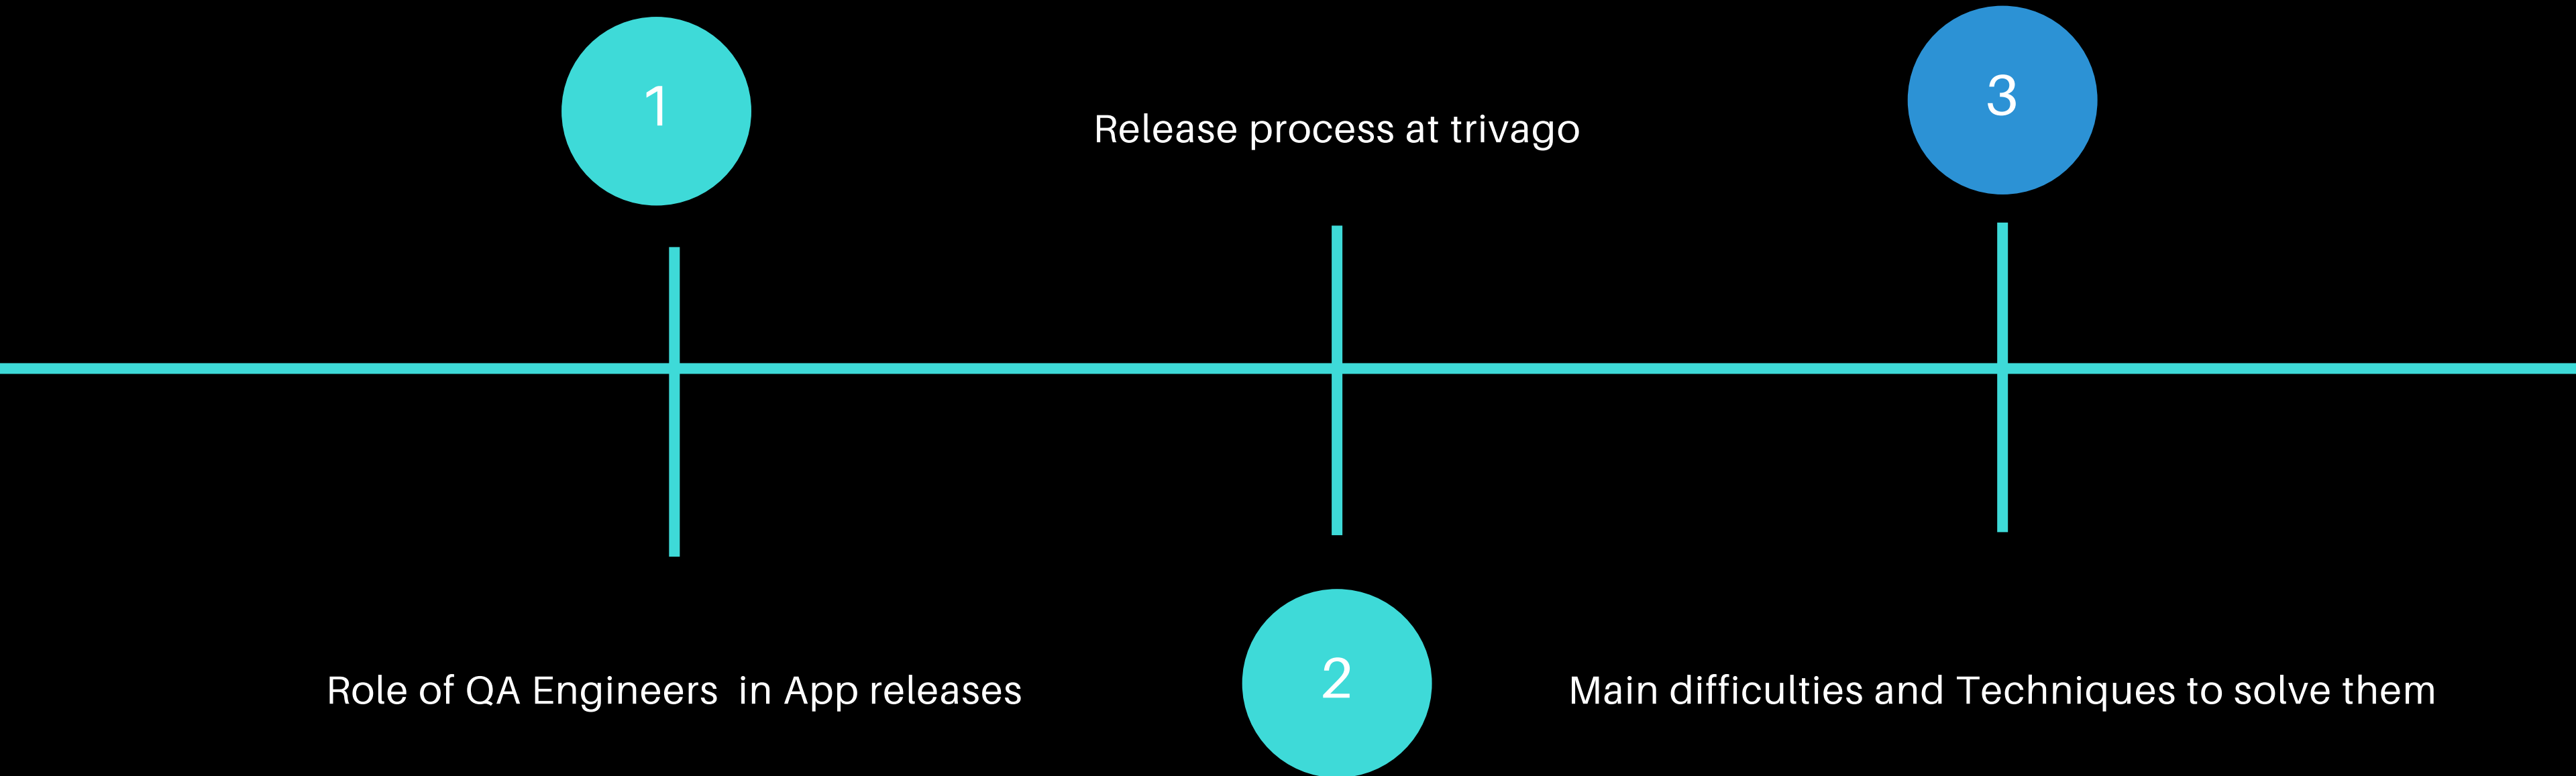 1
Role of QA Engineers  in App releases
Release process at trivago
2
3
Main difficulties and Techniques to solve them